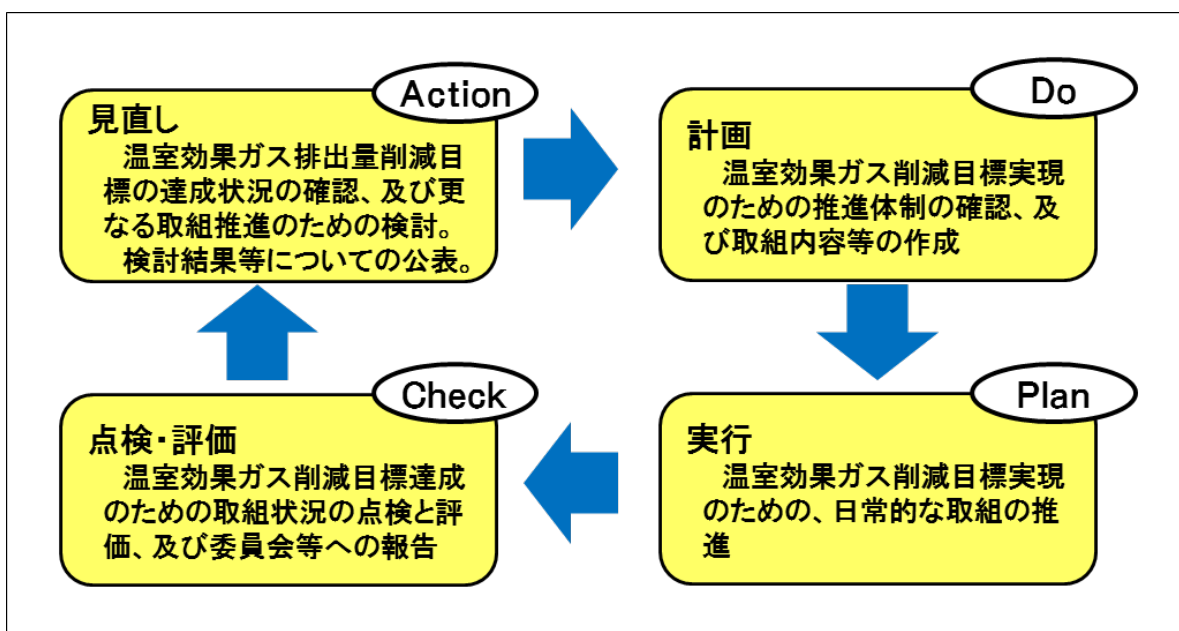 Action
見直し
温室効果ガス排出量削減目
標の達成状況の確認、及び更
なる取組推進のための検討。
検討結果等についての公表。
Do
計画
温室効果ガス削減目標実現
のための推進体制の確認、及
び取組内容等の作成
Check
点検・評価
温室効果ガス削減目標達成
のための取組状況の点検と評
価、及び委員会等への報告
Plan
実行
温室効果ガス削減目標実現
のための、日常的な取組の推
進